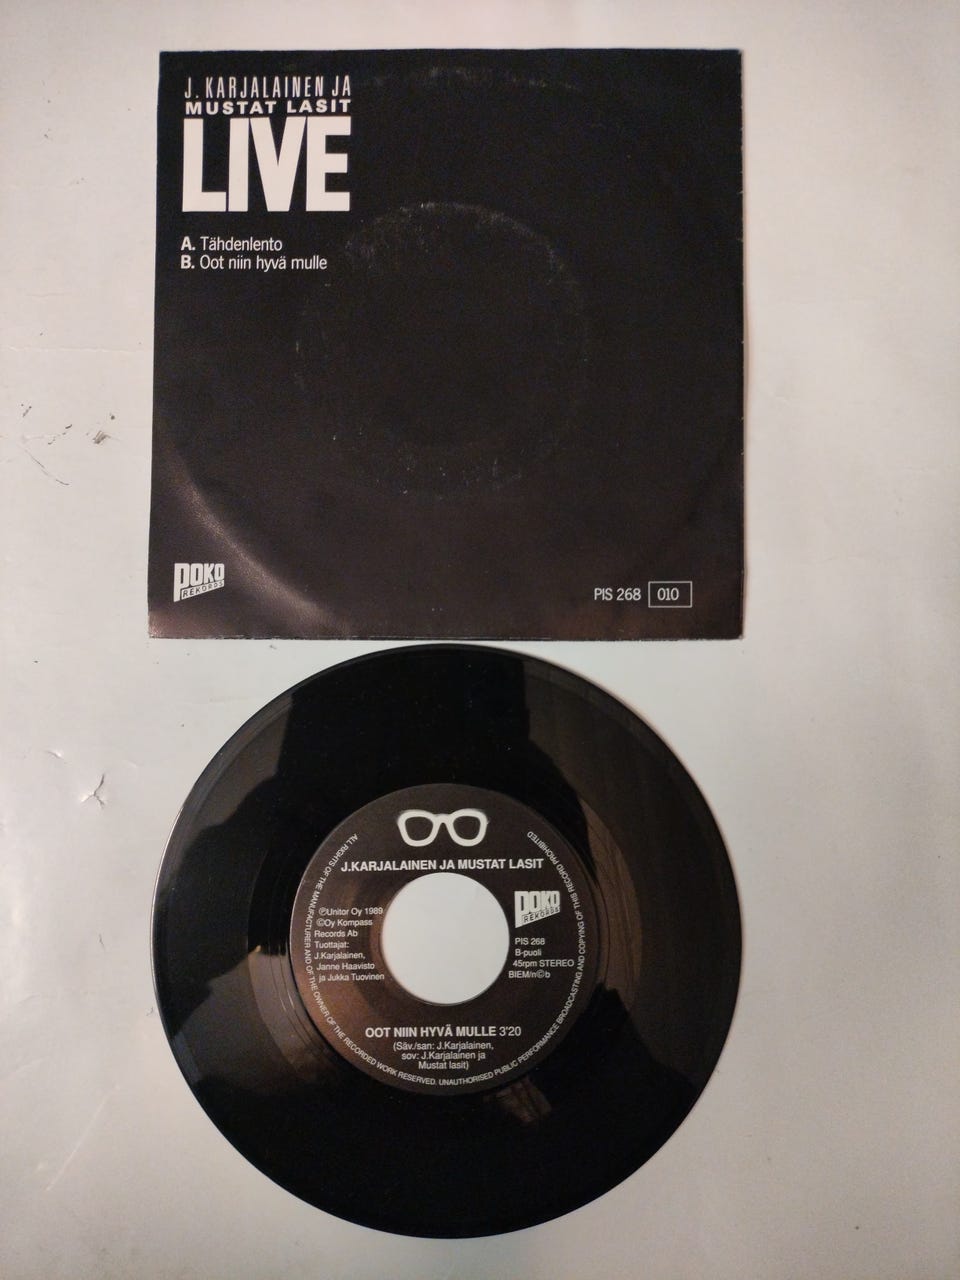 J. KARJALAINEN JA
MUSTAT LASIT
LIVE
A. Tähdenlento
B. Oot niin hyvä mulle
POKO
REKORDS
PIS 268 010
J.KARJALAINEN JA MUSTAT LASIT
ⓅUnitor Oy 1989
©Oy Kompass
Records Ab
Tuottajat:
J.Karjalainen,
Janne Haavisto
ja Jukka Tuovinen
POKO
REKORDS
PIS 268
B-puoli
45rpm STEREO
BIEM/n©b
OOT NIIN HYVÄ MULLE 3'20
(Säv./san: J.Karjalainen,
sov: J.Karjalainen ja
Mustat lasit)
ALL RIGHTS OF THE MANUFACTURER AND OF THE OWNER OF THE RECORDED WORK RESERVED. UNAUTHORISED PUBLIC PERFORMANCE BROADCASTING AND COPYING OF THIS RECORD PROHIBITED